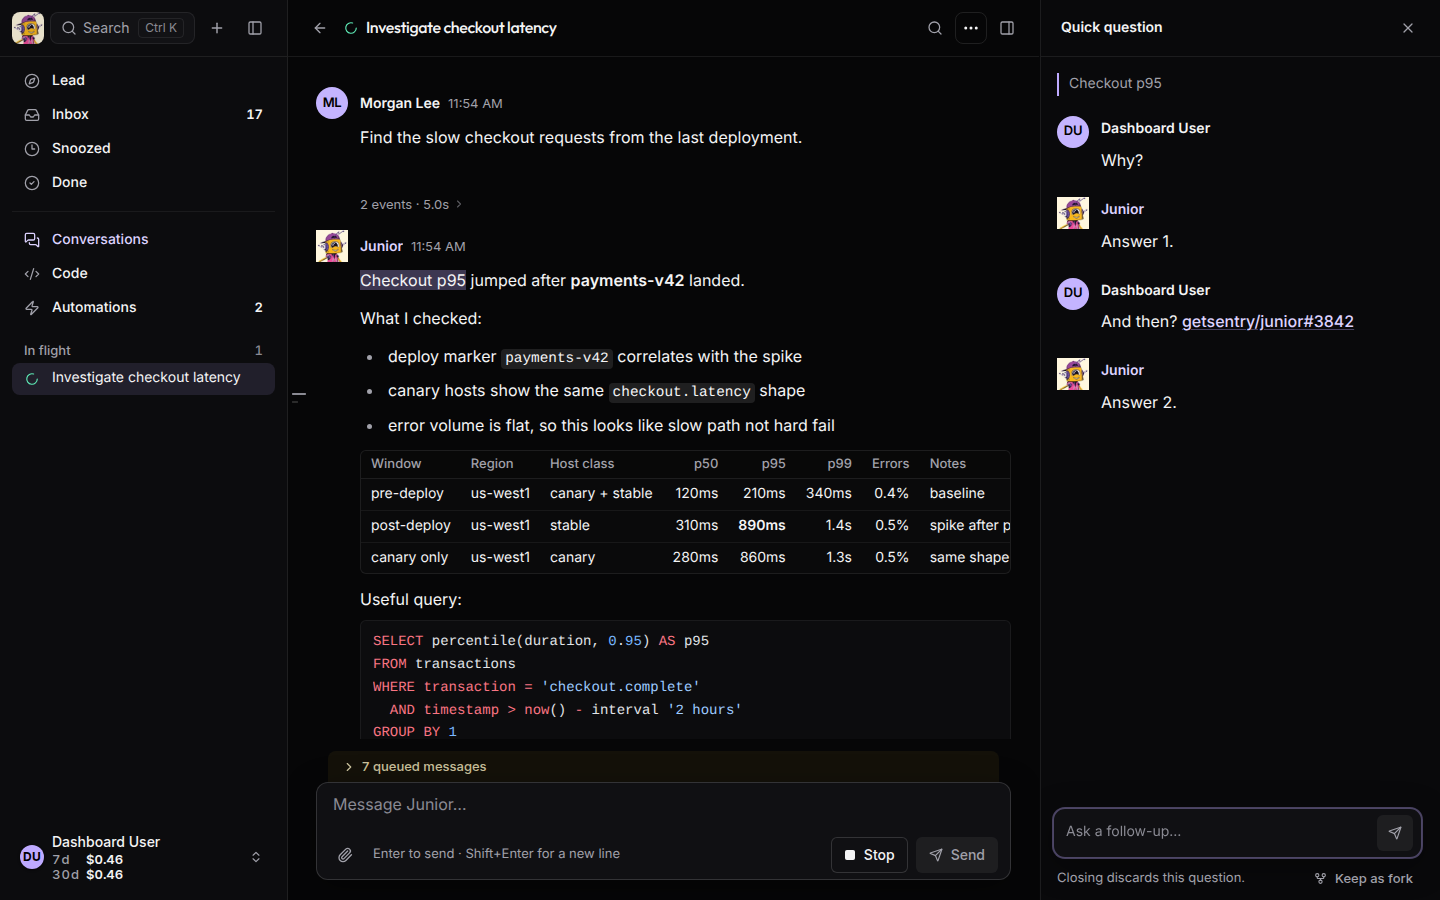 Search Ctrl K
Lead
Inbox 17
Snoozed
Done
Conversations
Code
Automations 2
In flight 1
Investigate checkout latency
DU Dashboard User
7d $0.46
30d $0.46
Investigate checkout latency
ML Morgan Lee 11:54 AM
Find the slow checkout requests from the last deployment.
2 events · 5.0s
Junior 11:54 AM
Checkout p95 jumped after payments-v42 landed.
What I checked:
deploy marker payments-v42 correlates with the spike
canary hosts show the same checkout.latency shape
error volume is flat, so this looks like slow path not hard fail
Window Region Host class p50 p95 p99 Errors Notes
pre-deploy us-west1 canary + stable 120ms 210ms 340ms 0.4% baseline
post-deploy us-west1 stable 310ms 890ms 1.4s 0.5% spike after p
canary only us-west1 canary 280ms 860ms 1.3s 0.5% same shape
Useful query:
SELECT percentile(duration, 0.95) AS p95
FROM transactions
WHERE transaction = 'checkout.complete'
AND timestamp > now() - interval '2 hours'
GROUP BY 1
7 queued messages
Message Junior...
Enter to send · Shift+Enter for a new line
Stop
Send
Quick question
Checkout p95
DU Dashboard User
Why?
Junior
Answer 1.
DU Dashboard User
And then? getsentry/junior#3842
Junior
Answer 2.
Ask a follow-up...
Closing discards this question. Keep as fork